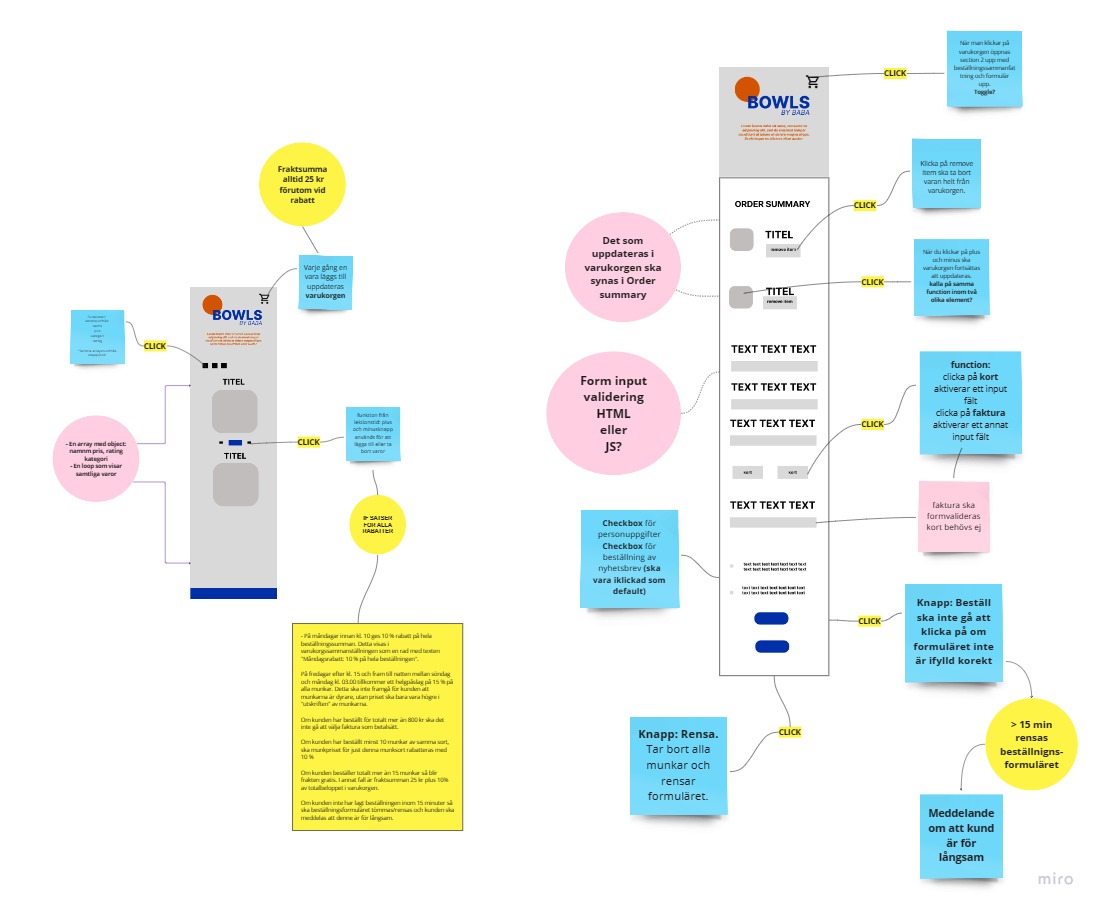 Fraktsumma
alltid 25 kr
förutom vid
rabatt
Varje gång en
vara läggs till
uppdateras
varukorgen
BOWLS
BY BABA
CLICK
TITEL
- En array med object:
namnm pris, rating
kategori
- En loop som visar
samtliga varor
TITEL
CLICK
funktion från
lektionstid: plus
och minusknapp
används för att
lägga till eller ta
bort varor
IF SATSER
FÖR ALLA
RABATTER
- På måndagar innan kl. 10 ges 10 % rabatt på hela
beställningssumman. Detta visas i
varukorgssammanställningen som en rad med texten
"Måndagsrabatt: 10 % på hela beställningen".
På fredagar efter kl. 15 och fram till natten mellan söndag
och måndag kl. 03.00 tillkommer ett helgpåslag på 15 % på
alla munkar. Detta ska inte framgå för kunden att
munkarna är dyrare, utan priset ska bara vara högre i
"utskriften" av munkarna.
Om kunden har beställt för totalt mer än 800 kr ska det
inte gå att välja faktura som betalsätt.
Om kunden har beställt minst 10 munkar av samma sort,
ska munkpriset för just denna munksort rabatteras med
10 %
Om kunden beställer totalt mer än 15 munkar så blir
frakten gratis. I annat fall är fraktsumman 25 kr plus 10%
av totalbeloppet i varukorgen.
Om kunden inte har lagt beställningen inom 15 minuter så
ska beställningsformuläret tömmas/rensas och kunden ska
meddelas att denne är för långsam.
När man klickar på
varukorgen öppnas
section 2 upp med
beställningssammanfat
tning och formulär
upp.
Toggle?
CLICK
BOWLS
BY BABA
Klicka på remove
item ska ta bort
varan helt från
varukorgen.
CLICK
ORDER SUMMARY
TITEL
remove item
Det som
uppdateras i
varukorgen ska
synas i Order
summary
När du klickar på plus
och minus ska
varukorgen fortsättas
att uppdateras.
kalla på samma
function inom två
olika element?
CLICK
TITEL
remove item
TEXT TEXT TEXT
TEXT TEXT TEXT
TEXT TEXT TEXT
Form input
validering
HTML
eller
JS?
function:
clicka på kort
aktiverar ett input
fält
clicka på faktura
aktiverar ett annat
input fält
CLICK
kort
kort
TEXT TEXT TEXT
faktura ska
formvalideras
kort behövs ej
Checkbox för
personuppgifter
Checkbox för
beställning av
nyhetsbrev (ska
vara iklickad som
default)
text text text text text text text
text text text text text text text
text text text text text text text
text text text text text text text
CLICK
Knapp: Beställ
ska inte gå att
klicka på om
formuläret inte
är ifylld korekt
> 15 min
rensas
beställnigns-
formuläret
Knapp: Rensa.
Tar bort alla
munkar och
rensar
formuläret.
CLICK
Meddelande
om att kund
är för
långsam
miro